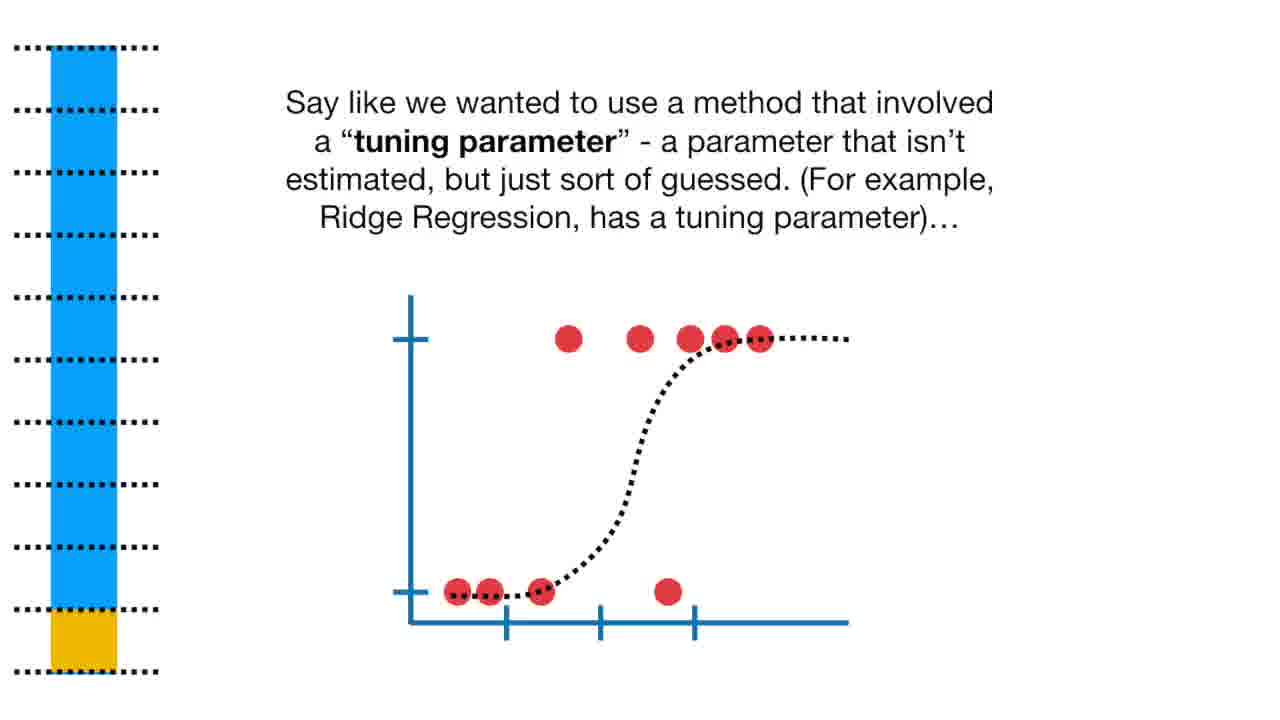 Say like we wanted to use a method that involved
a “tuning parameter” - a parameter that isn’t
estimated, but just sort of guessed. (For example,
Ridge Regression, has a tuning parameter)…